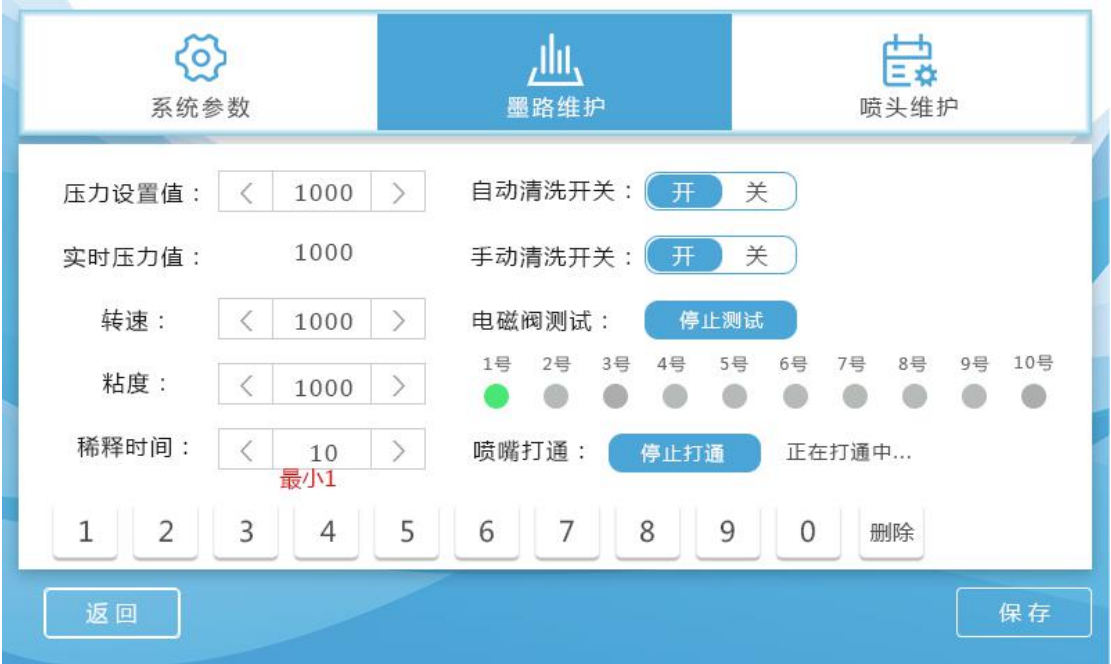 系统参数 墨路维护 喷头维护
压力设置值： 1000 自动清洗开关： 开 关
实时压力值： 1000 手动清洗开关： 开 关
转速： 1000 电磁阀测试： 停止测试
1号 2号 3号 4号 5号 6号 7号 8号 9号 10号
粘度： 1000
稀释时间： 10 喷嘴打通： 停止打通 正在打通中...
最小1
1 2 3 4 5 6 7 8 9 0 删除
返回 保存